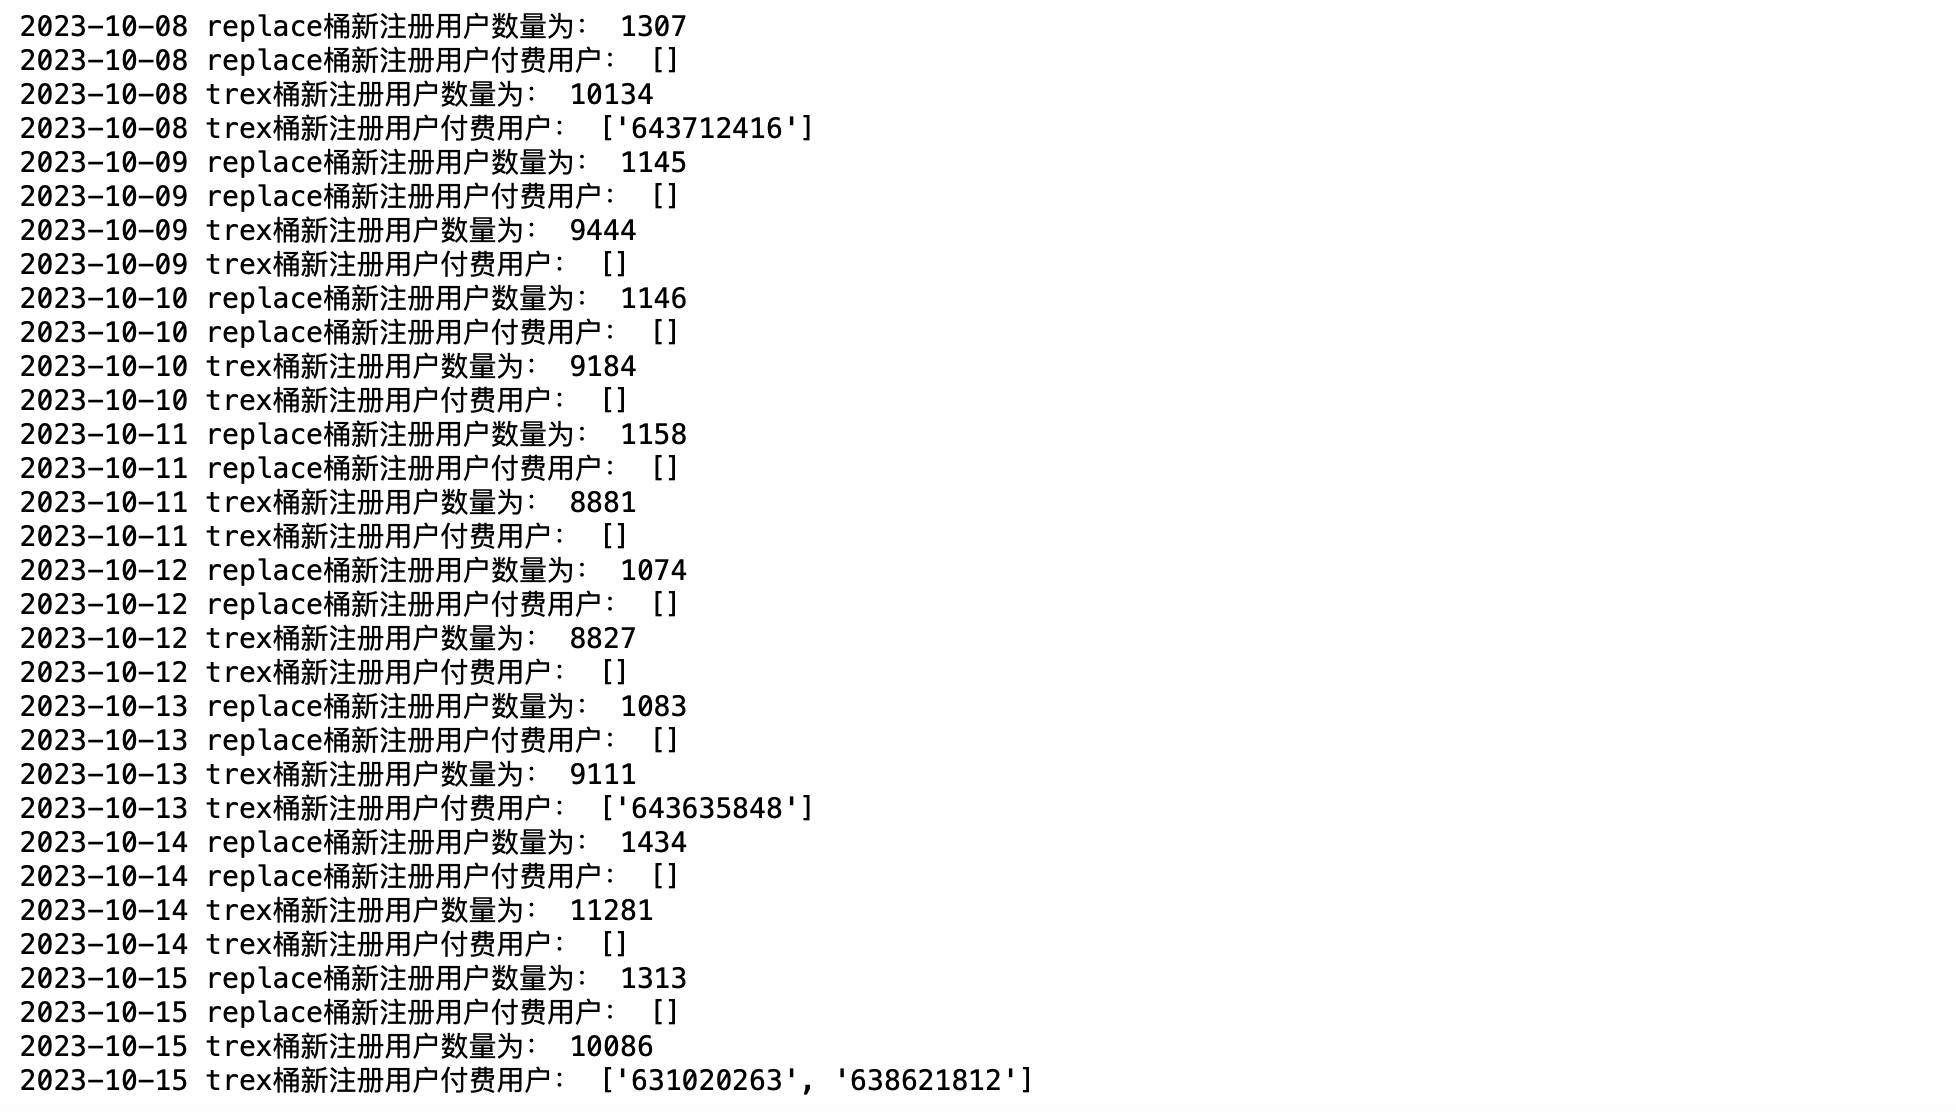 2023-10-08 replace桶新注册用户数量为： 1307
2023-10-08 replace桶新注册用户付费用户： []
2023-10-08 trex桶新注册用户数量为： 10134
2023-10-08 trex桶新注册用户付费用户： ['643712416']
2023-10-09 replace桶新注册用户数量为： 1145
2023-10-09 replace桶新注册用户付费用户： []
2023-10-09 trex桶新注册用户数量为： 9444
2023-10-09 trex桶新注册用户付费用户： []
2023-10-10 replace桶新注册用户数量为： 1146
2023-10-10 replace桶新注册用户付费用户： []
2023-10-10 trex桶新注册用户数量为： 9184
2023-10-10 trex桶新注册用户付费用户： []
2023-10-11 replace桶新注册用户数量为： 1158
2023-10-11 replace桶新注册用户付费用户： []
2023-10-11 trex桶新注册用户数量为： 8881
2023-10-11 trex桶新注册用户付费用户： []
2023-10-12 replace桶新注册用户数量为： 1074
2023-10-12 replace桶新注册用户付费用户： []
2023-10-12 trex桶新注册用户数量为： 8827
2023-10-12 trex桶新注册用户付费用户： []
2023-10-13 replace桶新注册用户数量为： 1083
2023-10-13 replace桶新注册用户付费用户： []
2023-10-13 trex桶新注册用户数量为： 9111
2023-10-13 trex桶新注册用户付费用户： ['643635848']
2023-10-14 replace桶新注册用户数量为： 1434
2023-10-14 replace桶新注册用户付费用户： []
2023-10-14 trex桶新注册用户数量为： 11281
2023-10-14 trex桶新注册用户付费用户： []
2023-10-15 replace桶新注册用户数量为： 1313
2023-10-15 replace桶新注册用户付费用户： []
2023-10-15 trex桶新注册用户数量为： 10086
2023-10-15 trex桶新注册用户付费用户： ['631020263', '638621812']